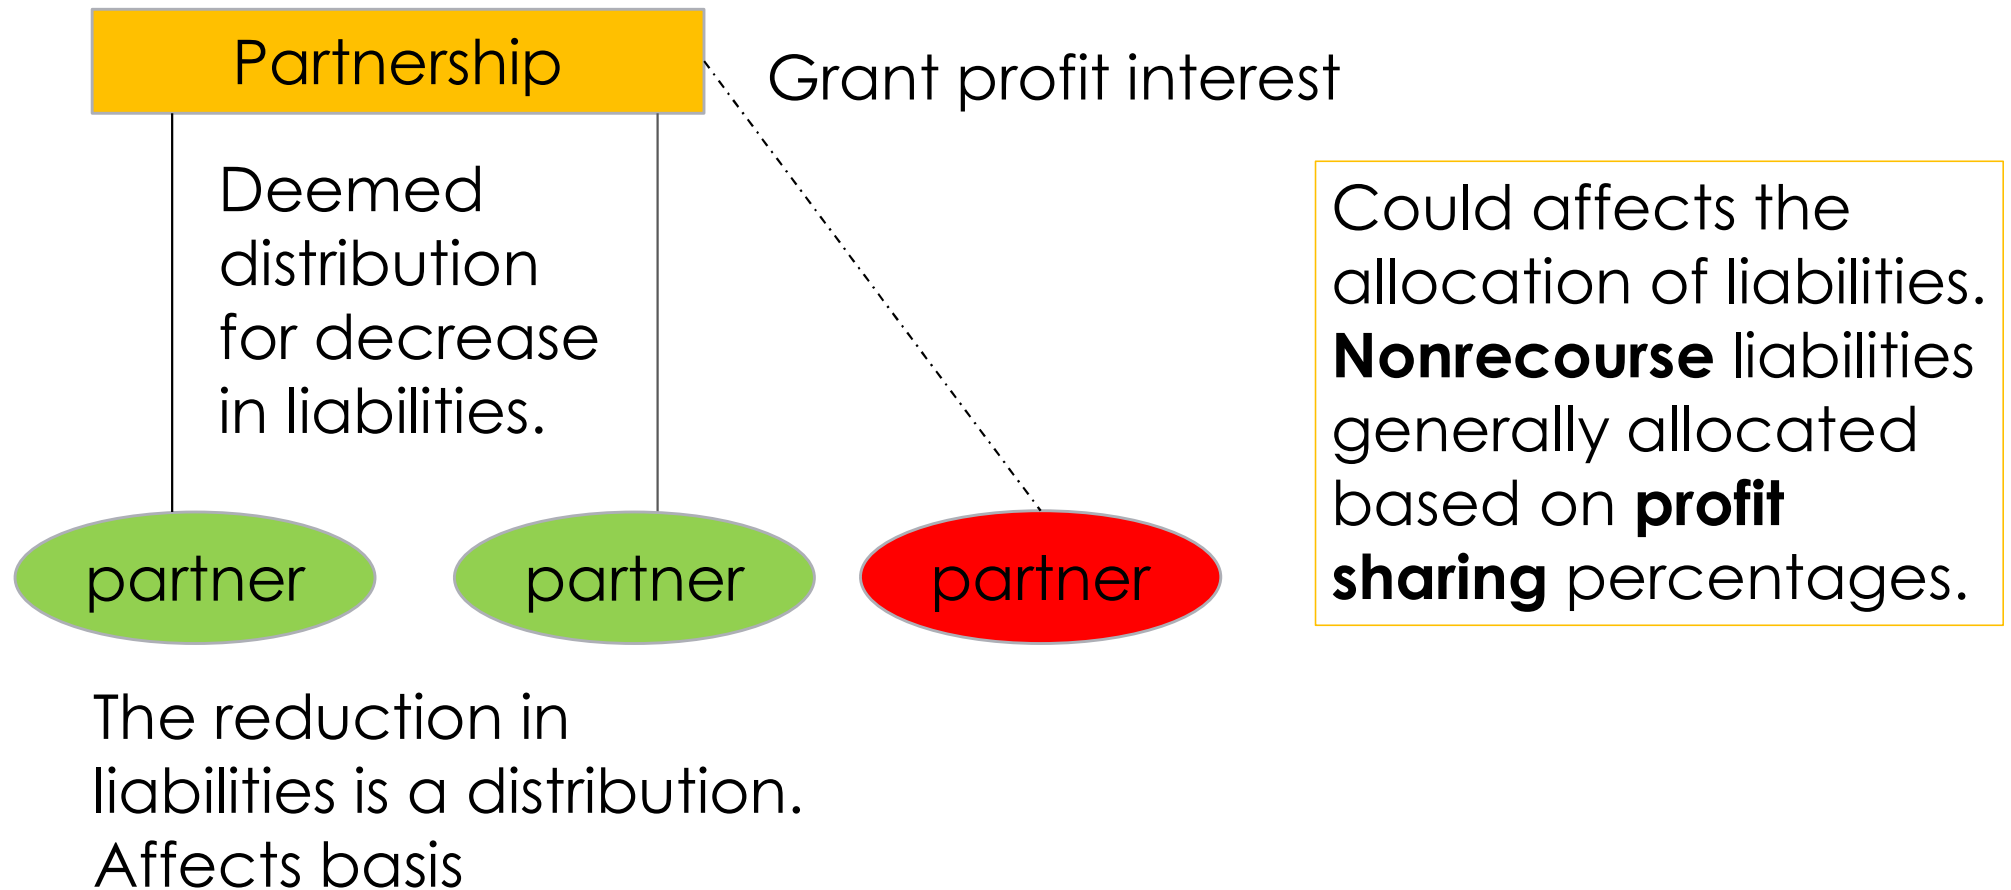 Partnership
Grant profit interest
Deemed
distribution
for decrease
in liabilities.
Could affects the
allocation of liabilities.
Nonrecourse liabilities
generally allocated
based on profit
sharing percentages.
partner
partner
partner
The reduction in
liabilities is a distribution.
Affects basis